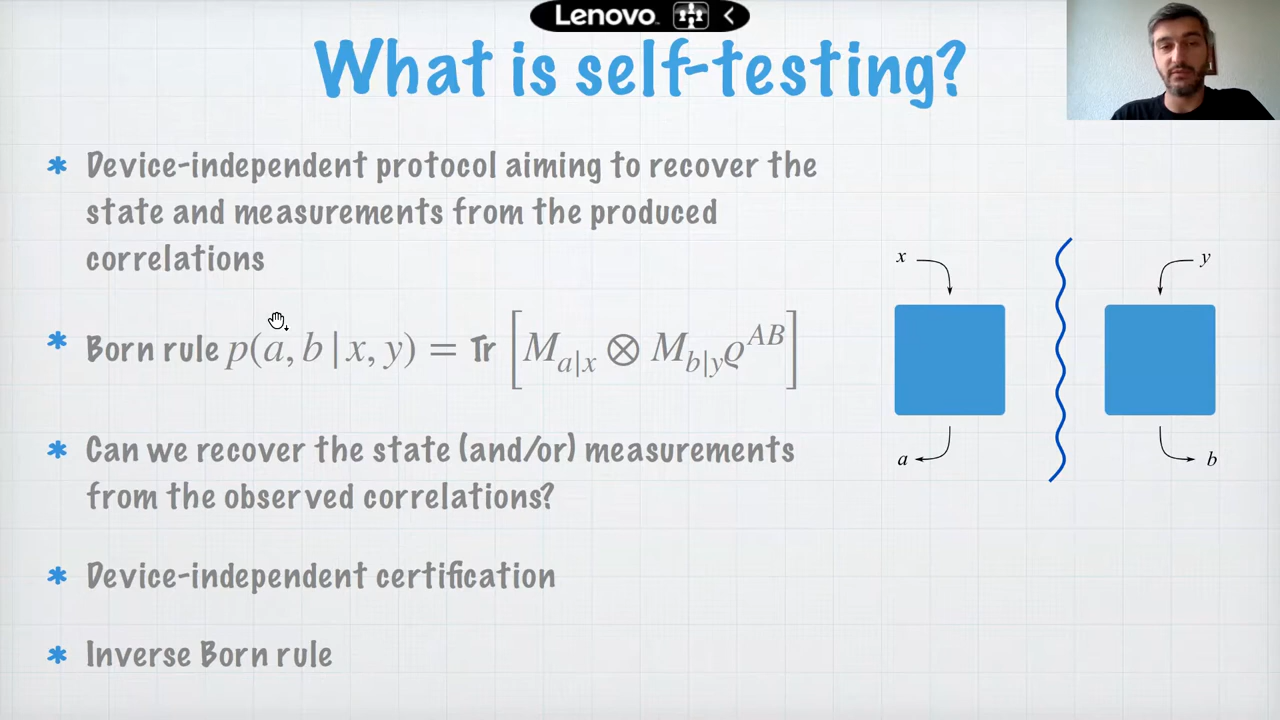 Lenovo
What is self-testing?
* Device-independent protocol aiming to recover the
state and measurements from the produced
correlations
* Born rule p(a, b | x, y) = Tr [M_{a|x} ⊗ M_{b|y} ϱ^{AB}]
* Can we recover the state (and/or) measurements
from the observed correlations?
* Device-independent certification
* Inverse Born rule
x
y
a
b